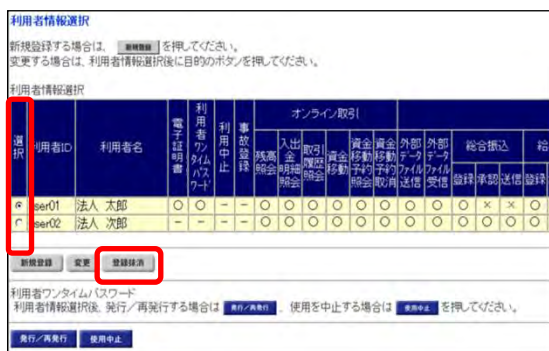 利用者情報選択
新規登録する場合は、 新規登録 を押してください。
変更する場合は、利用者情報選択後に目的のボタンを押してください。
利用者情報選択
選択 利用者ID 利用者名 電子証明書 利用者ワンタイムパスワード 利用中止 事故登録 オンライン取引 外部データファイル送信 外部データファイル受信 総合振込 給
残高照会 入出金明細照会 取引履歴照会 資金移動 資金移動予約照会 資金移動予約取消 登録 承認 送信 登録
user01 法人 太郎 ○ ○ − − ○ ○ ○ ○ ○ ○ ○ ○ ○ × × ○
user02 法人 次郎 − − − − ○ ○ ○ ○ ○ ○ ○ ○ ○ ○ ○ ○
新規登録 変更 登録抹消
利用者ワンタイムパスワード
利用者情報選択後、発行/再発行する場合は 発行/再発行 、使用を中止する場合は 使用中止 を押してください。
発行/再発行 使用中止